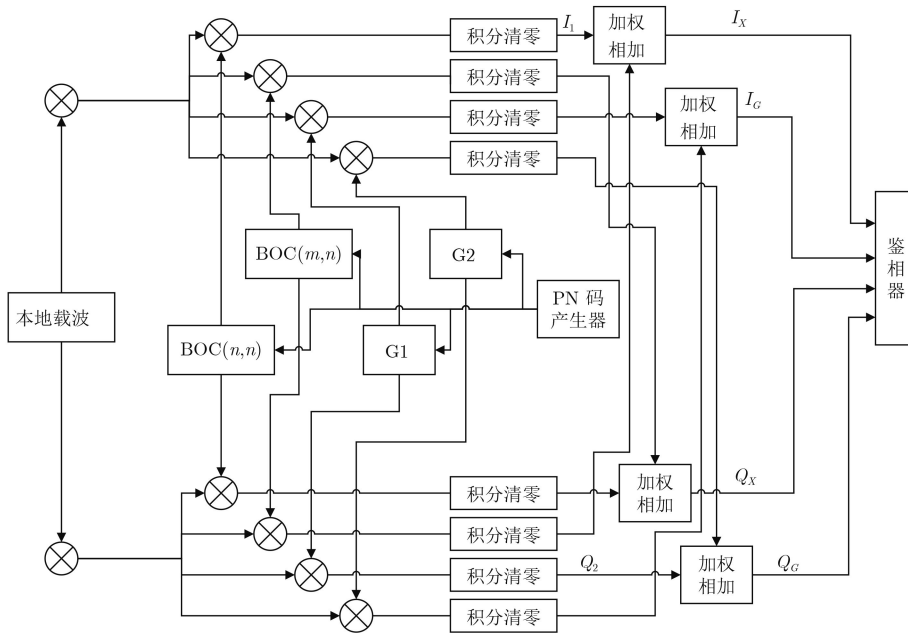 积分清零
I₁
加权
相加
I_X
积分清零
积分清零
加权
相加
I_G
积分清零
BOC(m,n)
G2
PN 码
产生器
鉴
相
器
本地载波
BOC(n,n)
G1
积分清零
加权
相加
Q_X
积分清零
积分清零
Q₂
加权
相加
Q_G
积分清零